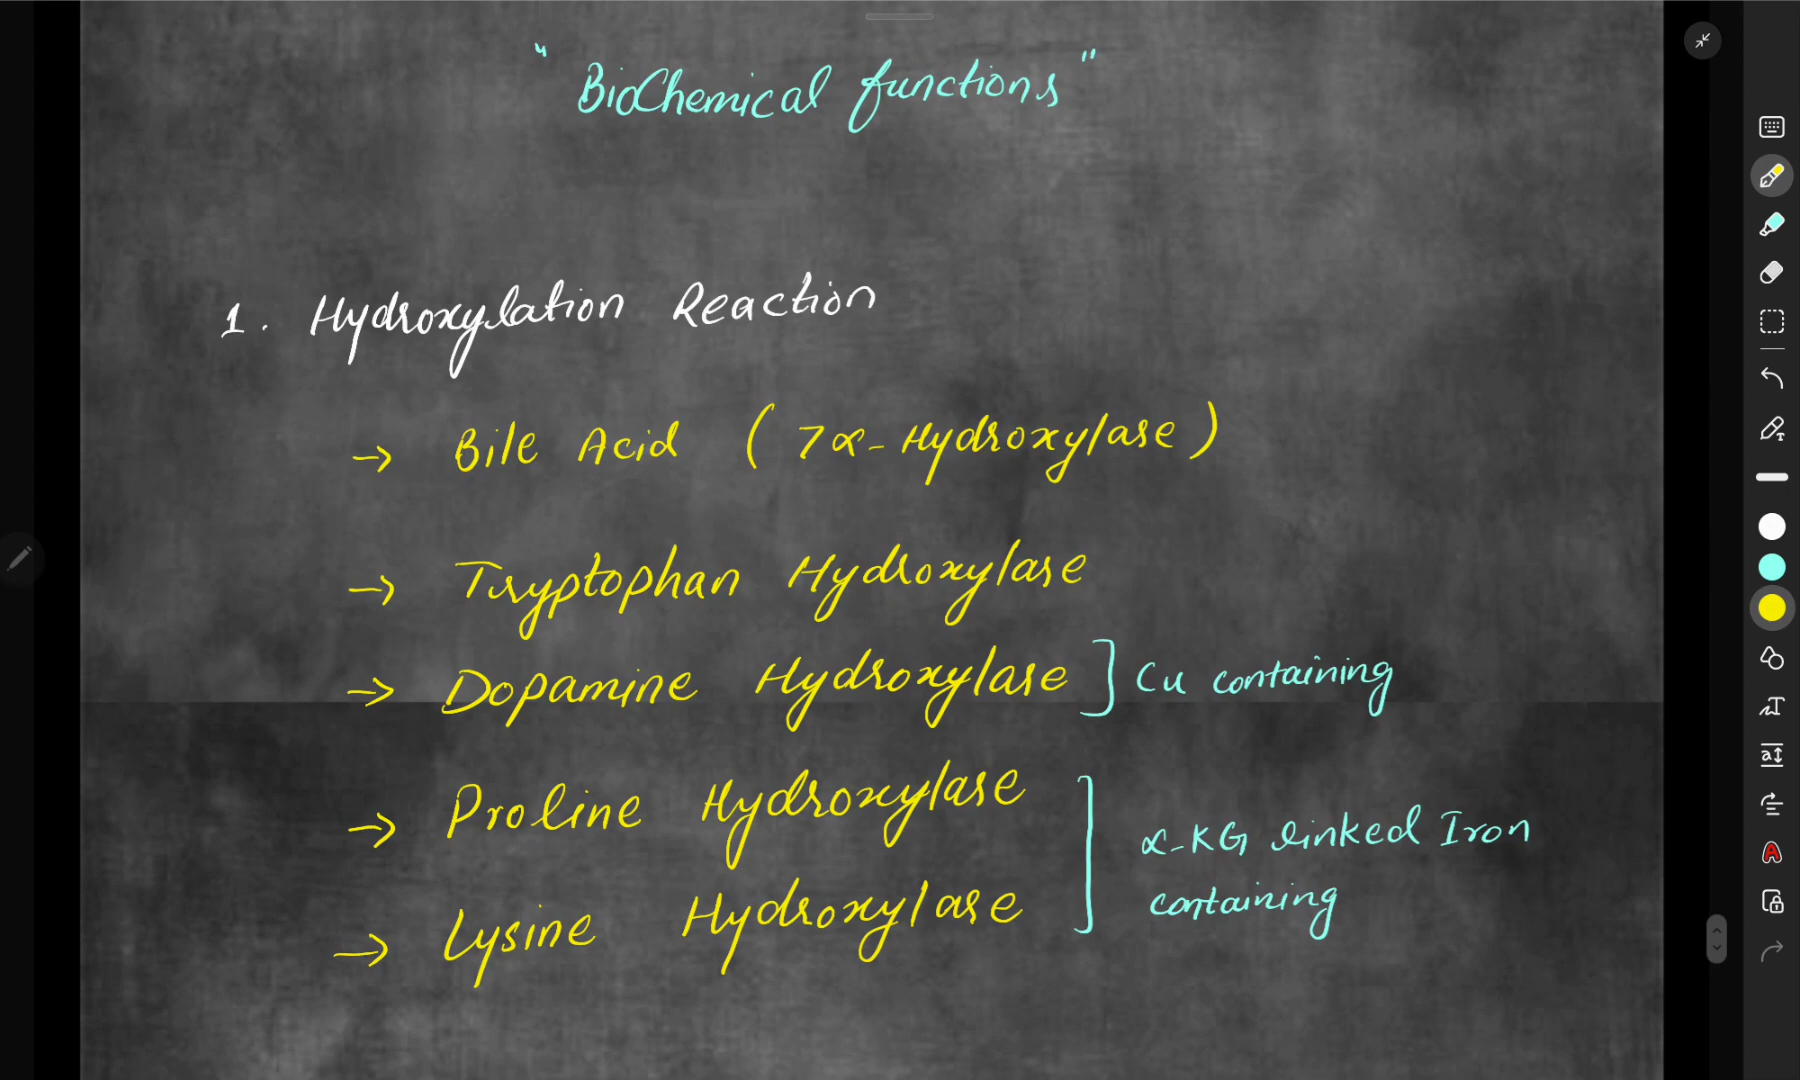 "BioChemical functions"
1. Hydroxylation Reaction
→ Bile Acid (7α-Hydroxylase)
→ Tryptophan Hydroxylase
→ Dopamine Hydroxylase ] Cu containing
→ Proline Hydroxylase
α-KG linked Iron
containing
→ Lysine Hydroxylase